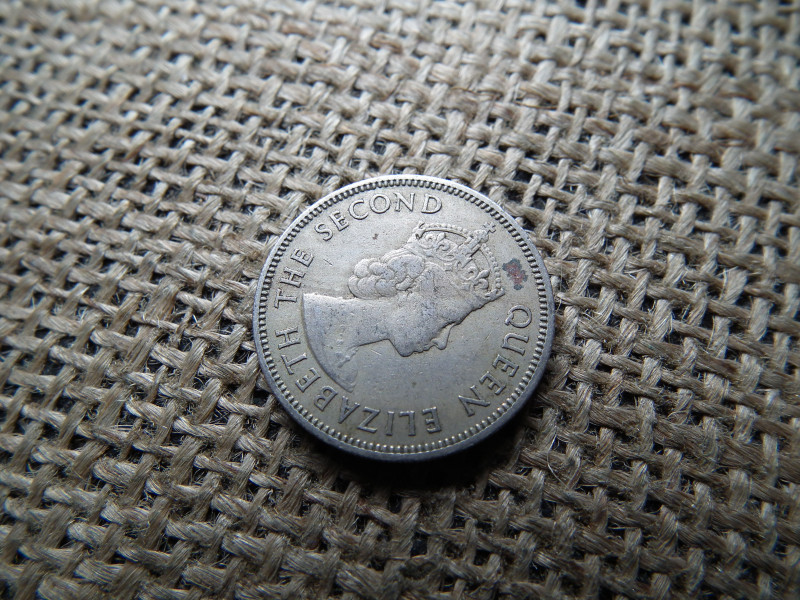 QUEEN ELIZABETH THE SECOND